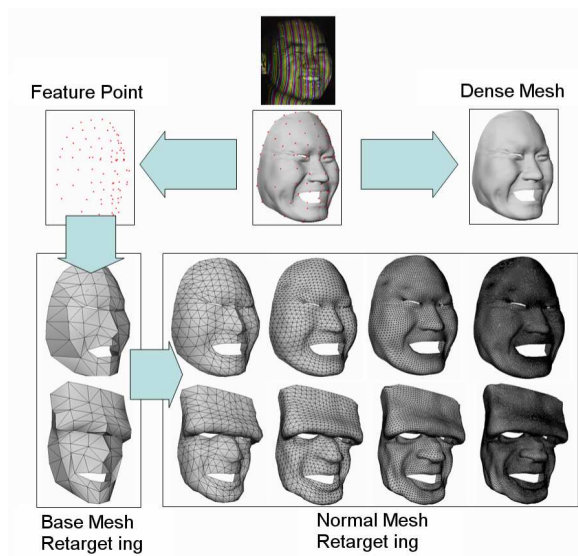 Feature Point
Dense Mesh
Base Mesh
Retarget ing
Normal Mesh
Retarget ing